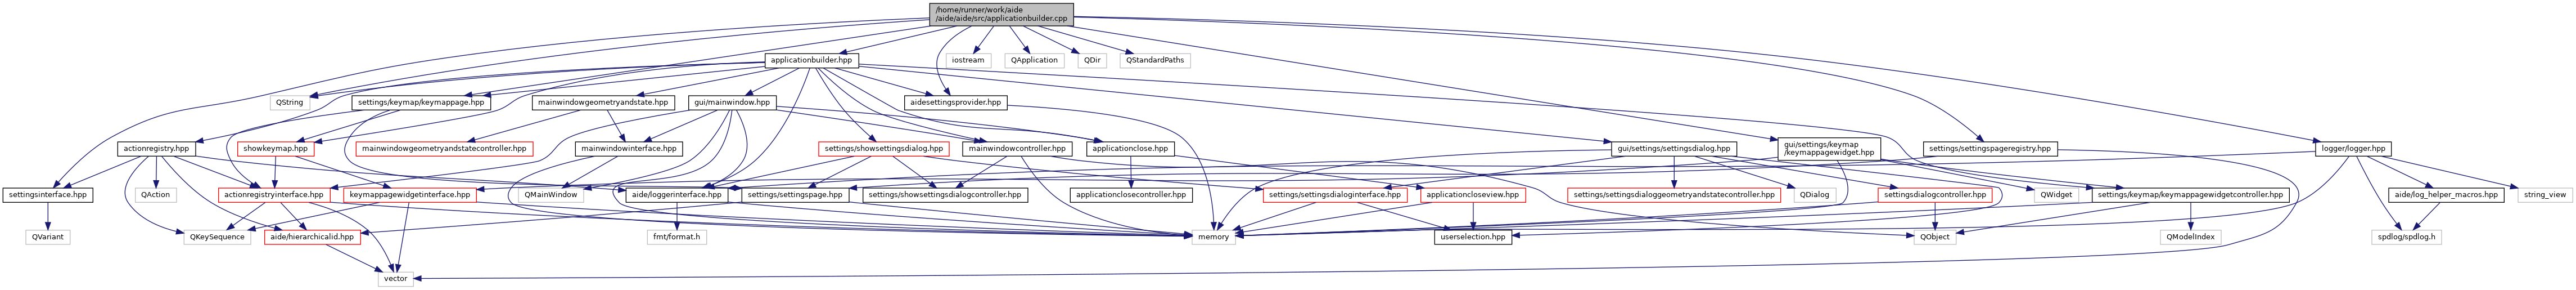 /home/runner/work/aide
/aide/aide/src/applicationbuilder.cpp
applicationbuilder.hpp
iostream
QApplication
QDir
QStandardPaths
QString
settings/keymap/keymappage.hpp
mainwindowgeometryandstate.hpp
gui/mainwindow.hpp
aidesettingsprovider.hpp
actionregistry.hpp
showkeymap.hpp
mainwindowgeometryandstatecontroller.hpp
mainwindowinterface.hpp
settings/showsettingsdialog.hpp
mainwindowcontroller.hpp
applicationclose.hpp
gui/settings/settingsdialog.hpp
gui/settings/keymap
/keymappagewidget.hpp
settings/settingspageregistry.hpp
logger/logger.hpp
settingsinterface.hpp
QAction
actionregistryinterface.hpp
keymappagewidgetinterface.hpp
QMainWindow
aide/loggerinterface.hpp
settings/settingspage.hpp
settings/showsettingsdialogcontroller.hpp
applicationclosecontroller.hpp
settings/settingsdialoginterface.hpp
applicationcloseview.hpp
settings/settingsdialoggeometryandstatecontroller.hpp
QDialog
settingsdialogcontroller.hpp
QWidget
settings/keymap/keymappagewidgetcontroller.hpp
aide/log_helper_macros.hpp
string_view
QVariant
QKeySequence
aide/hierarchicalid.hpp
fmt/format.h
memory
userselection.hpp
QObject
QModelIndex
spdlog/spdlog.h
vector